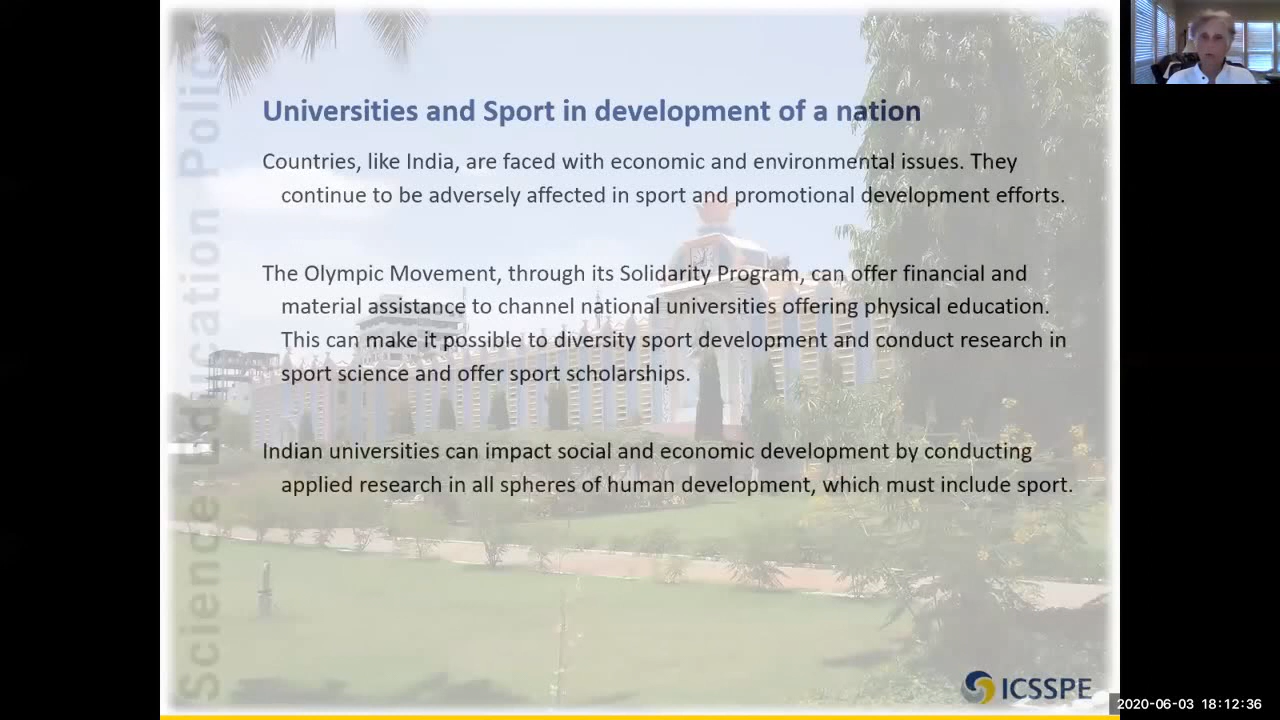 Universities and Sport in development of a nation
Countries, like India, are faced with economic and environmental issues. They
continue to be adversely affected in sport and promotional development efforts.
The Olympic Movement, through its Solidarity Program, can offer financial and
material assistance to channel national universities offering physical education.
This can make it possible to diversity sport development and conduct research in
sport science and offer sport scholarships.
Indian universities can impact social and economic development by conducting
applied research in all spheres of human development, which must include sport.
Science Education Policy
ICSSPE
2020-06-03 18:12:36